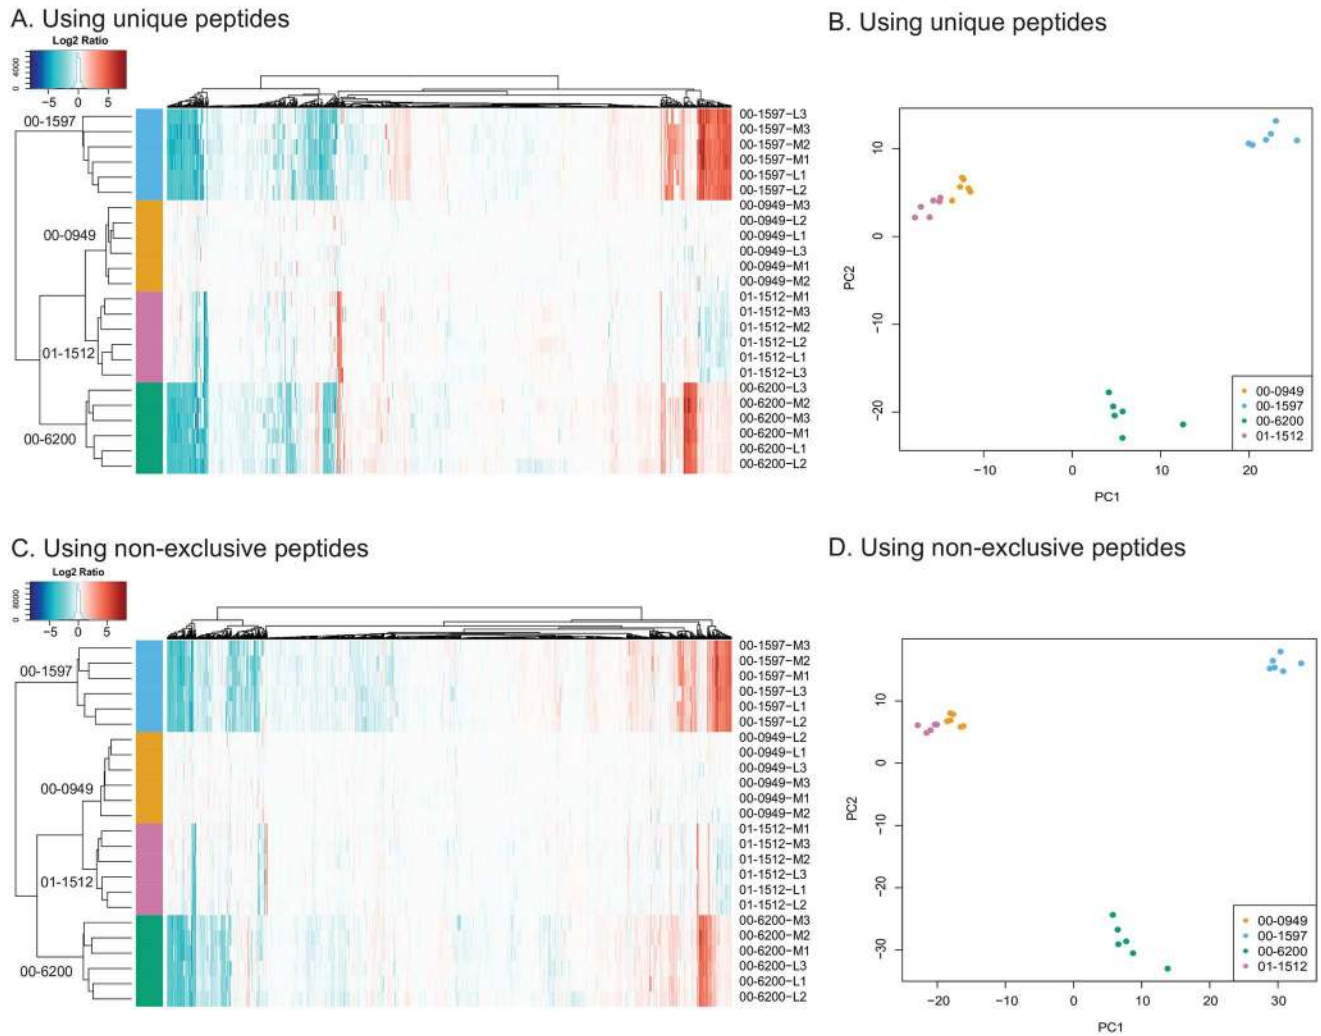 A. Using unique peptides
Log2 Ratio
0 4000
−5 0 5
00-1597
00-0949
01-1512
00-6200
00−1597−L3
00−1597−M3
00−1597−M2
00−1597−M1
00−1597−L1
00−1597−L2
00−0949−M3
00−0949−L2
00−0949−L1
00−0949−L3
00−0949−M1
00−0949−M2
01−1512−M1
01−1512−M3
01−1512−M2
01−1512−L2
01−1512−L1
01−1512−L3
00−6200−L3
00−6200−M2
00−6200−M3
00−6200−M1
00−6200−L1
00−6200−L2
B. Using unique peptides
PC2
10
0
−10
−20
−10 0 10 20
PC1
00−0949
00−1597
00−6200
01−1512
C. Using non-exclusive peptides
Log2 Ratio
0 8000
−5 0 5
00-1597
00-0949
01-1512
00-6200
00−1597−M3
00−1597−M2
00−1597−M1
00−1597−L3
00−1597−L1
00−1597−L2
00−0949−L2
00−0949−L1
00−0949−L3
00−0949−M3
00−0949−M1
00−0949−M2
01−1512−M1
01−1512−M3
01−1512−M2
01−1512−L3
01−1512−L1
01−1512−L2
00−6200−M3
00−6200−M2
00−6200−M1
00−6200−L3
00−6200−L1
00−6200−L2
D. Using non-exclusive peptides
PC2
10
0
−10
−20
−30
−20 −10 0 10 20 30
PC1
00−0949
00−1597
00−6200
01−1512